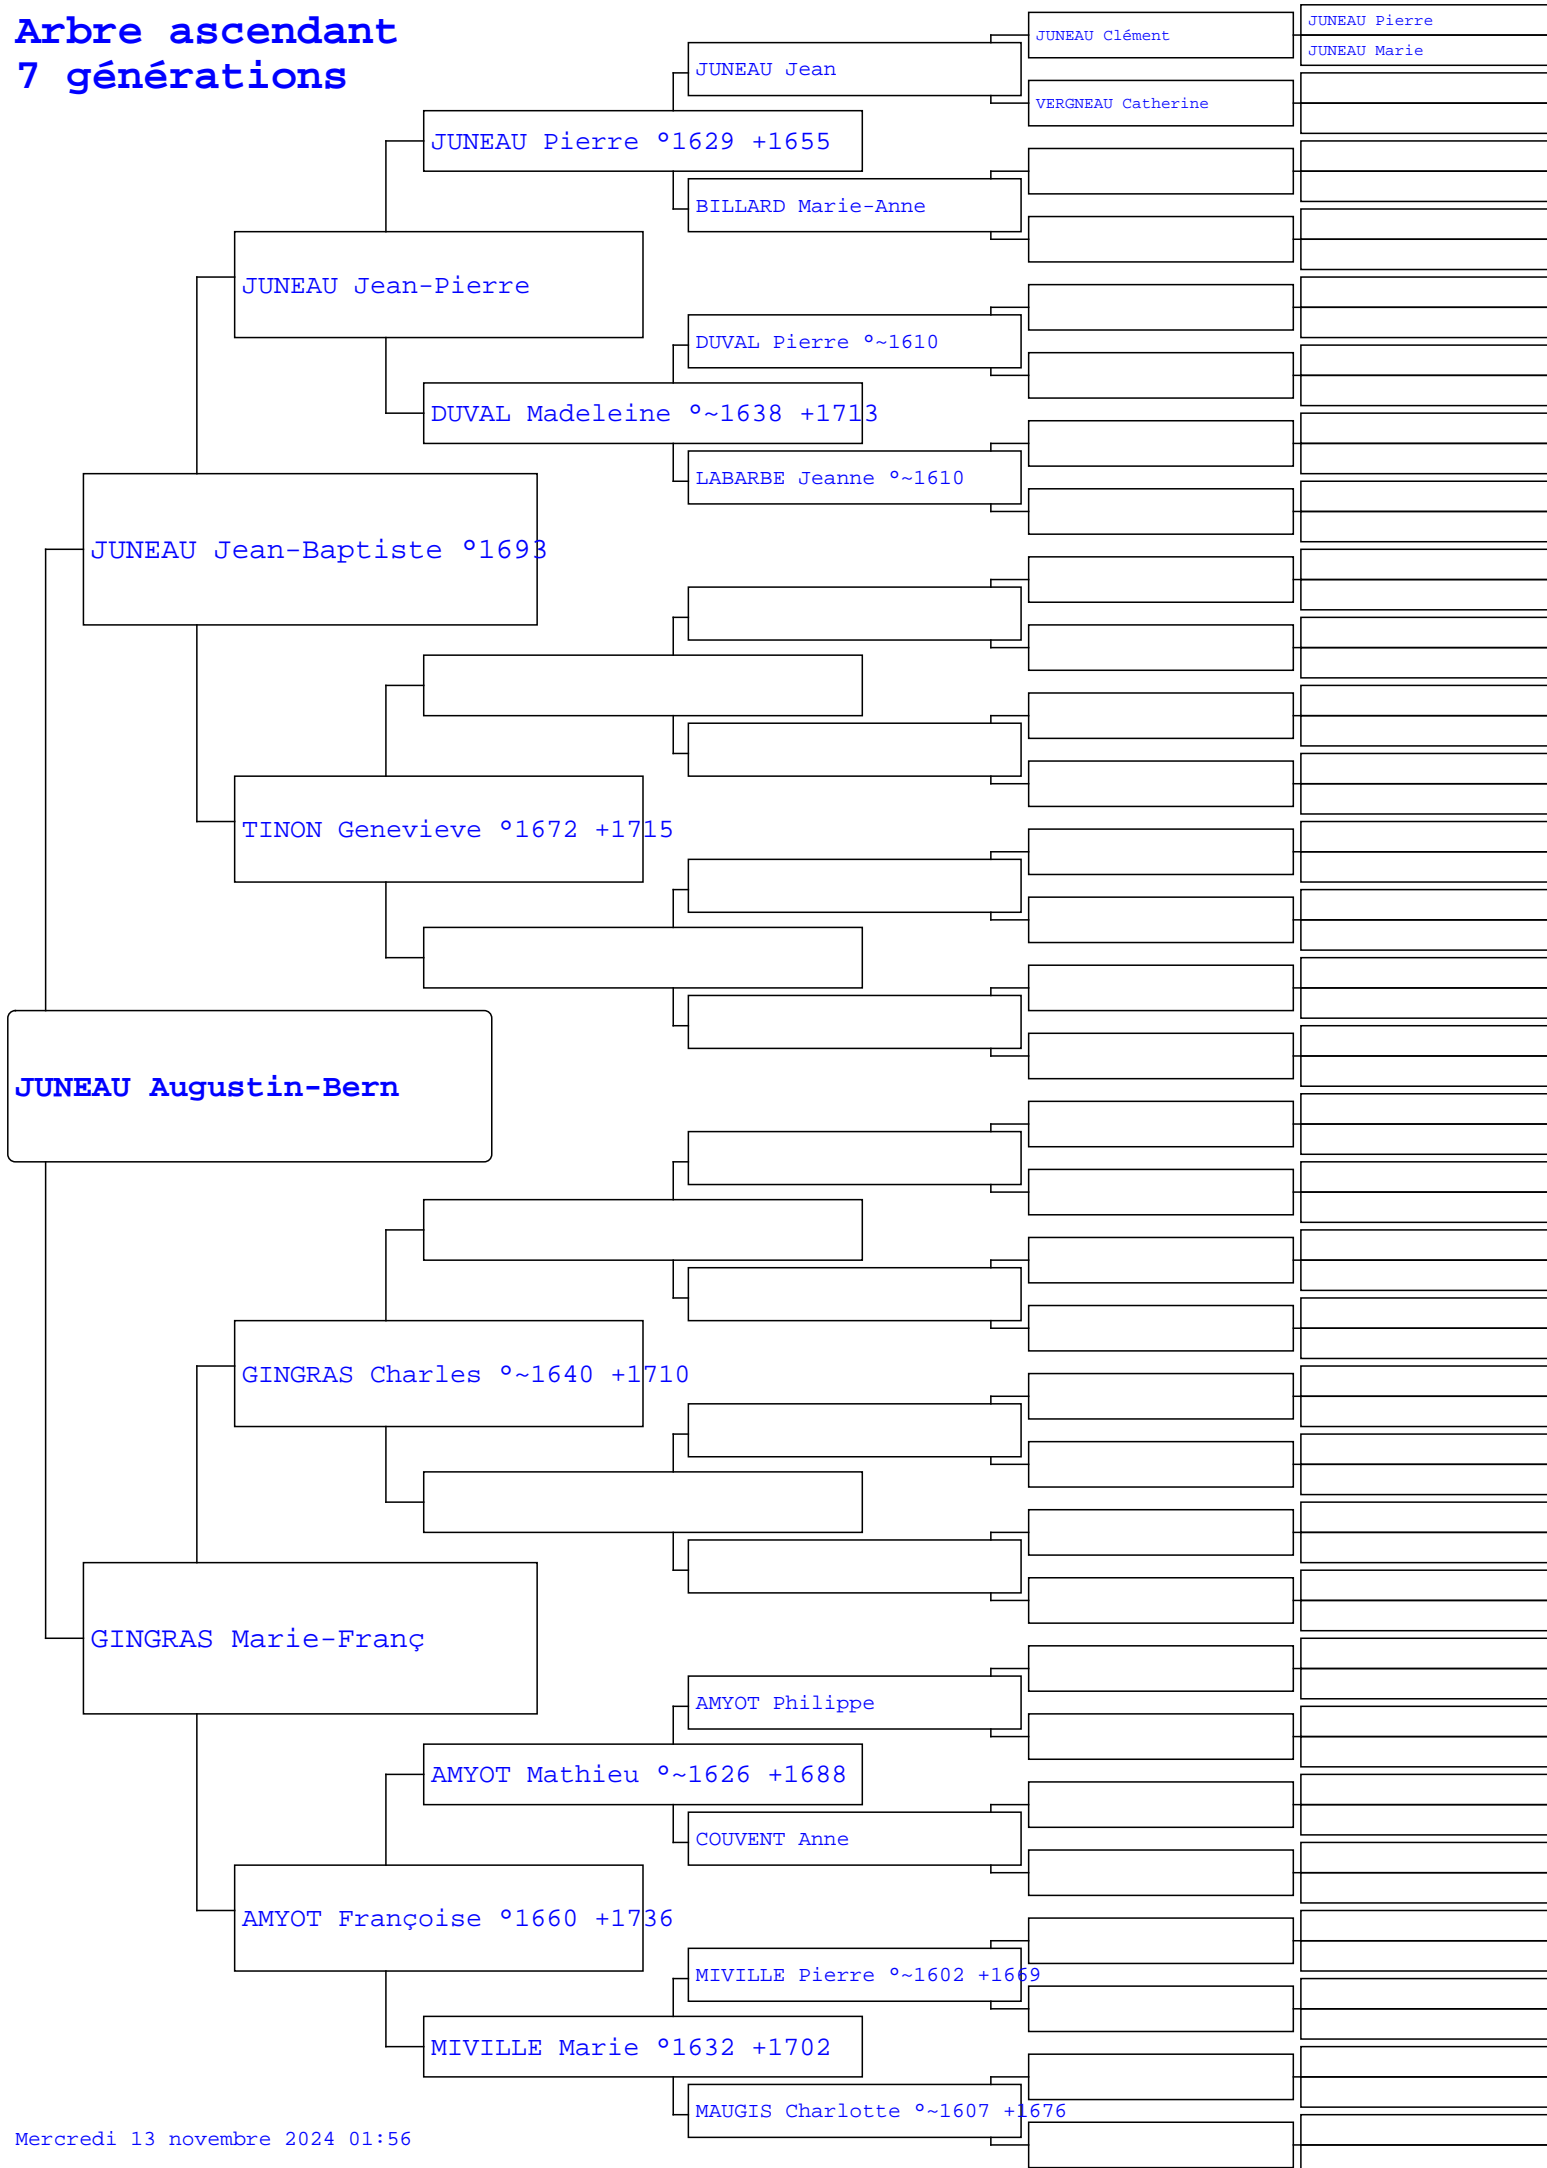 Arbre ascendant
7 générations
JUNEAU Pierre
JUNEAU Clément
JUNEAU Marie
JUNEAU Jean
VERGNEAU Catherine
JUNEAU Pierre °1629 +1655
BILLARD Marie-Anne
JUNEAU Jean-Pierre
DUVAL Pierre °~1610
DUVAL Madeleine °~1638 +1713
LABARBE Jeanne °~1610
JUNEAU Jean-Baptiste °1693
TINON Genevieve °1672 +1715
JUNEAU Augustin-Bern
GINGRAS Charles °~1640 +1710
GINGRAS Marie-Franç
AMYOT Philippe
AMYOT Mathieu °~1626 +1688
COUVENT Anne
AMYOT Françoise °1660 +1736
MIVILLE Pierre °~1602 +1669
MIVILLE Marie °1632 +1702
MAUGIS Charlotte °~1607 +1676
Mercredi 13 novembre 2024 01:56